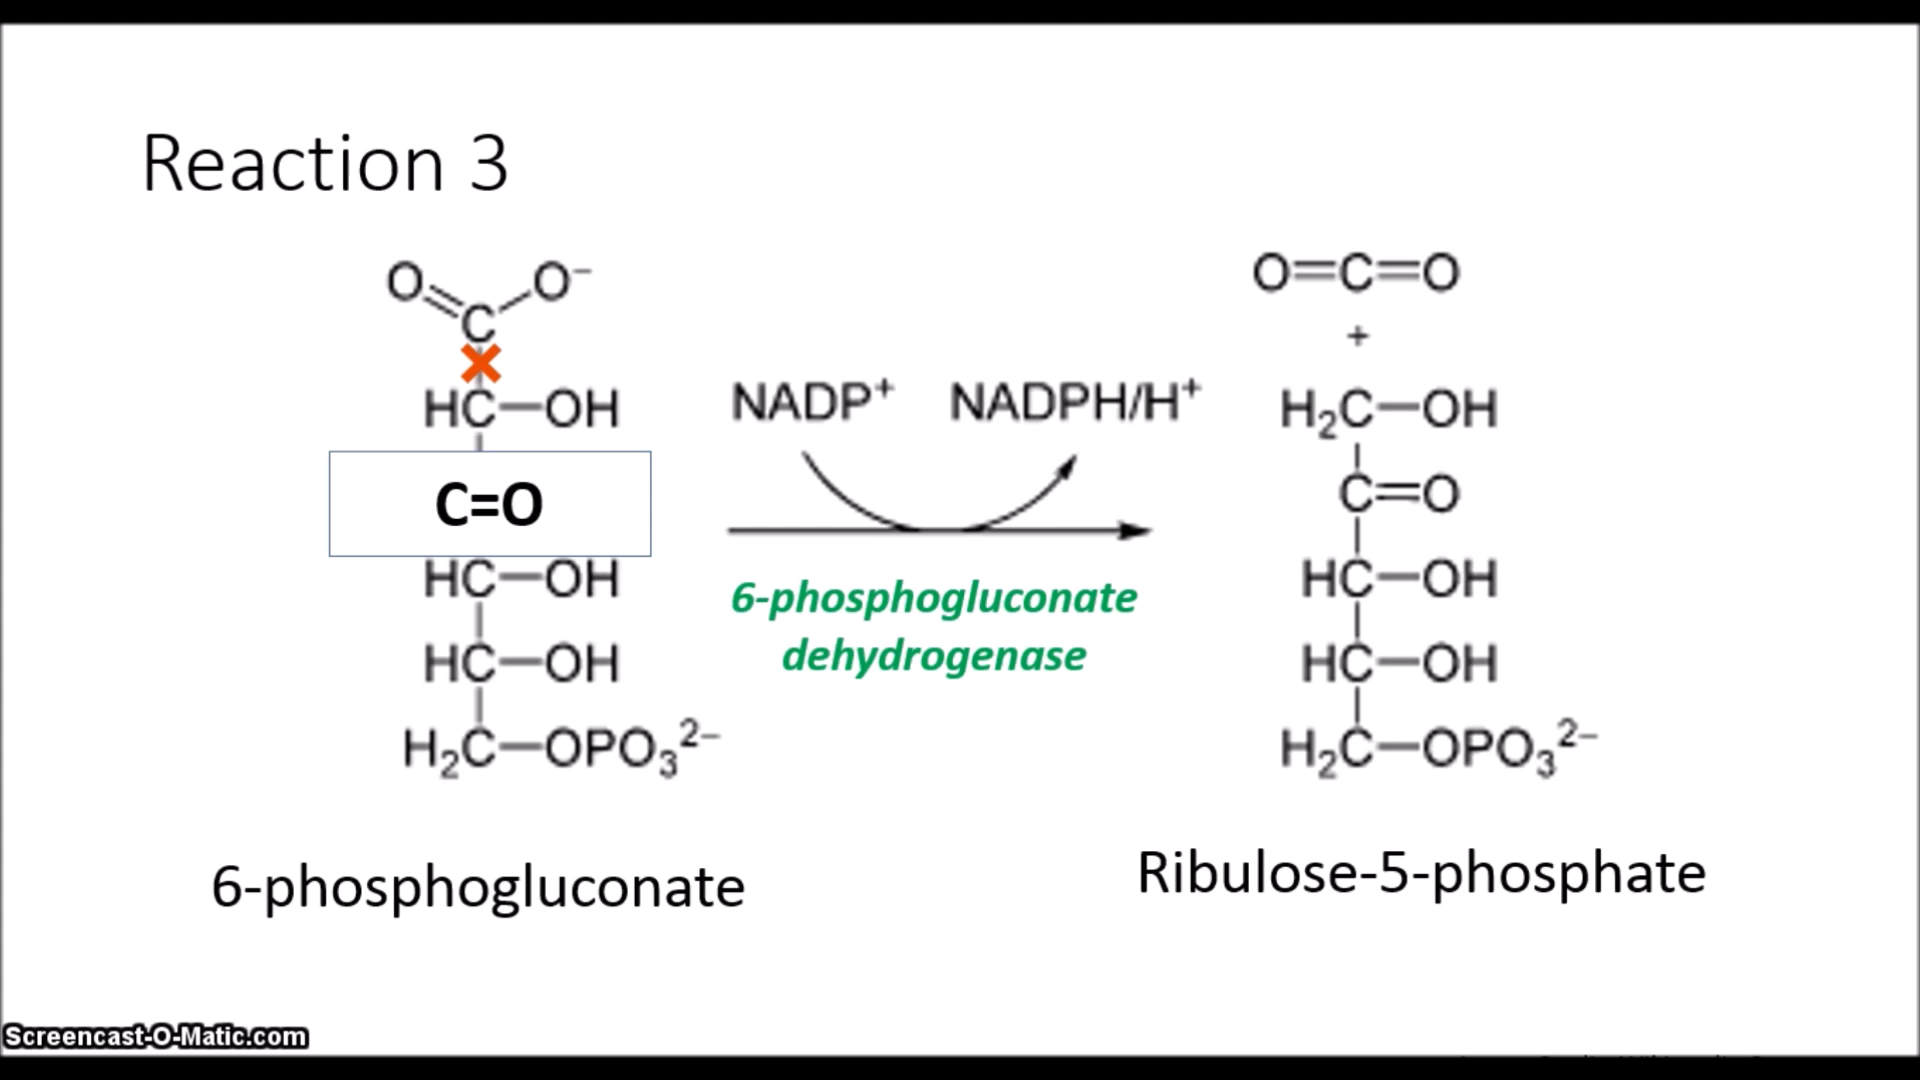 Reaction 3
O O⁻
C
HC—OH
C=O
HC—OH
HC—OH
H₂C—OPO₃²⁻
6-phosphogluconate
NADP⁺ NADPH/H⁺
6-phosphogluconate
dehydrogenase
O=C=O
+
H₂C—OH
C=O
HC—OH
HC—OH
H₂C—OPO₃²⁻
Ribulose-5-phosphate
Screencast-O-Matic.com